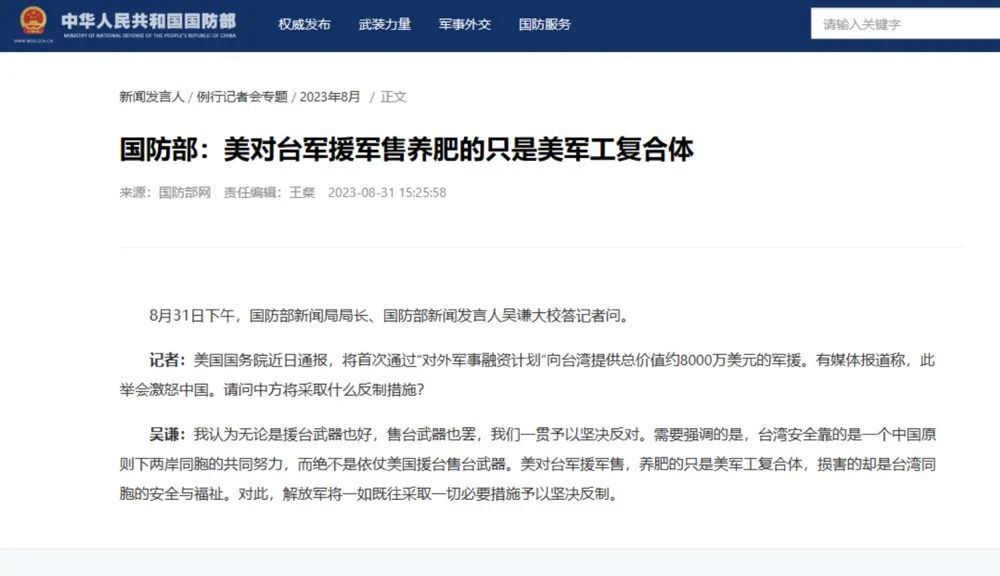 中华人民共和国国防部
MINISTRY OF NATIONAL DEFENSE OF THE PEOPLE'S REPUBLIC OF CHINA
WWW.MOD.GOV.CN
权威发布 武装力量 军事外交 国防服务
请输入关键字
新闻发言人 / 例行记者会专题 / 2023年8月 / 正文
国防部：美对台军援军售养肥的只是美军工复合体
来源：国防部网 责任编辑：王粲 2023-08-31 15:25:58
8月31日下午，国防部新闻局局长、国防部新闻发言人吴谦大校答记者问。
记者：美国国务院近日通报，将首次通过“对外军事融资计划”向台湾提供总价值约8000万美元的军援。有媒体报道称，此
举会激怒中国。请问中方将采取什么反制措施？
吴谦：我认为无论是援台武器也好，售台武器也罢，我们一贯予以坚决反对。需要强调的是，台湾安全靠的是一个中国原
则下两岸同胞的共同努力，而绝不是依仗美国援台售台武器。美对台军援军售，养肥的只是美军工复合体，损害的却是台湾同
胞的安全与福祉。对此，解放军将一如既往采取一切必要措施予以坚决反制。